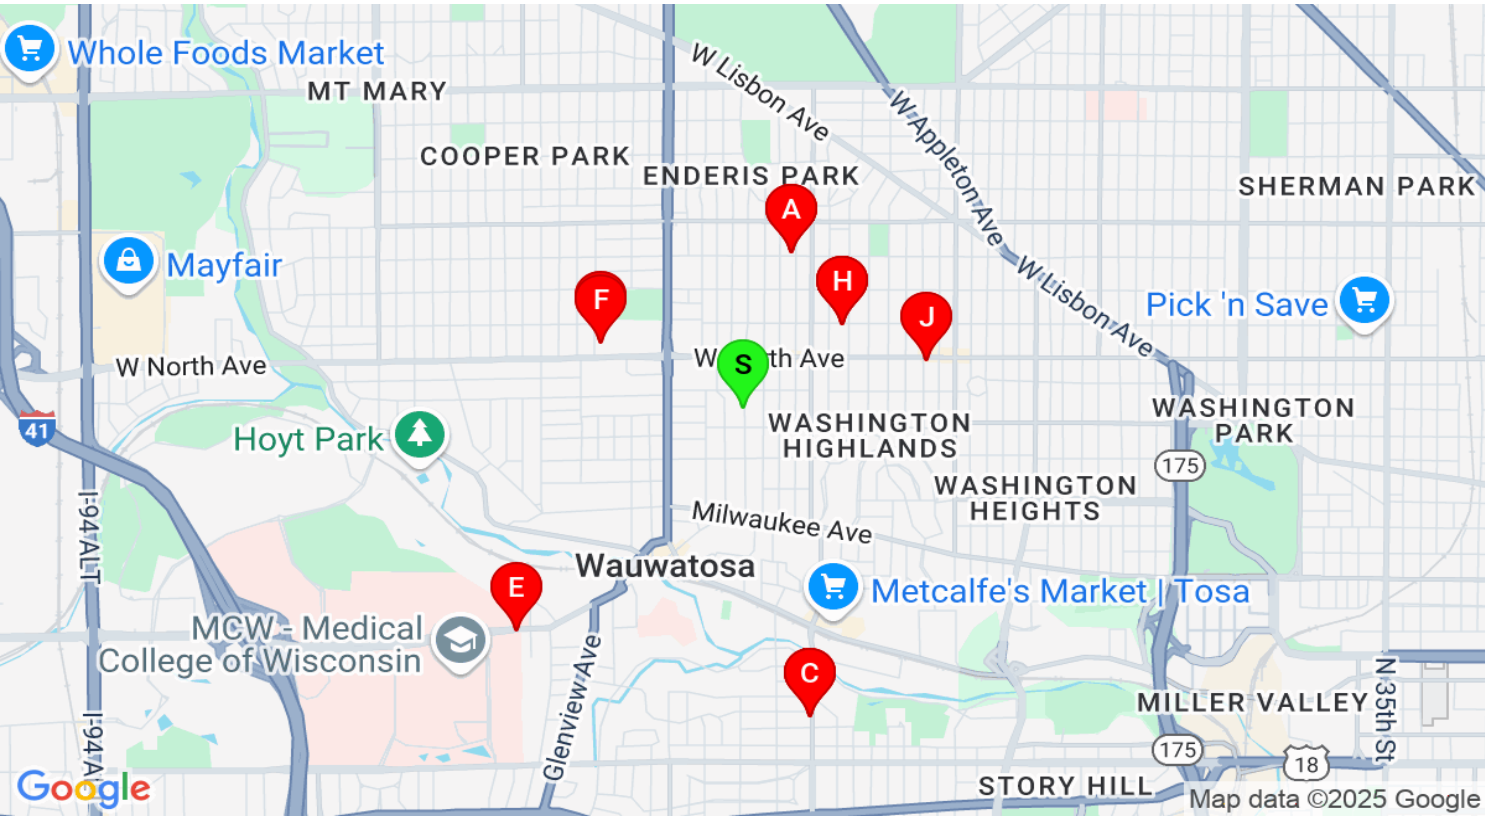 Whole Foods Market
MT MARY
W Lisbon Ave
W Appleton Ave
COOPER PARK
ENDERIS PARK
SHERMAN PARK
A
Mayfair
H
F
J
W Lisbon Ave
Pick 'n Save
W North Ave
W
th Ave
S
41
Hoyt Park
WASHINGTON
HIGHLANDS
WASHINGTON
PARK
175
WASHINGTON
HEIGHTS
I-94 ALT
Milwaukee Ave
Wauwatosa
E
Metcalfe's Market | Tosa
MCW - Medical
College of Wisconsin
Glenview Ave
C
N 35th St
MILLER VALLEY
I-94 A
175
18
STORY HILL
Google
Map data ©2025 Google